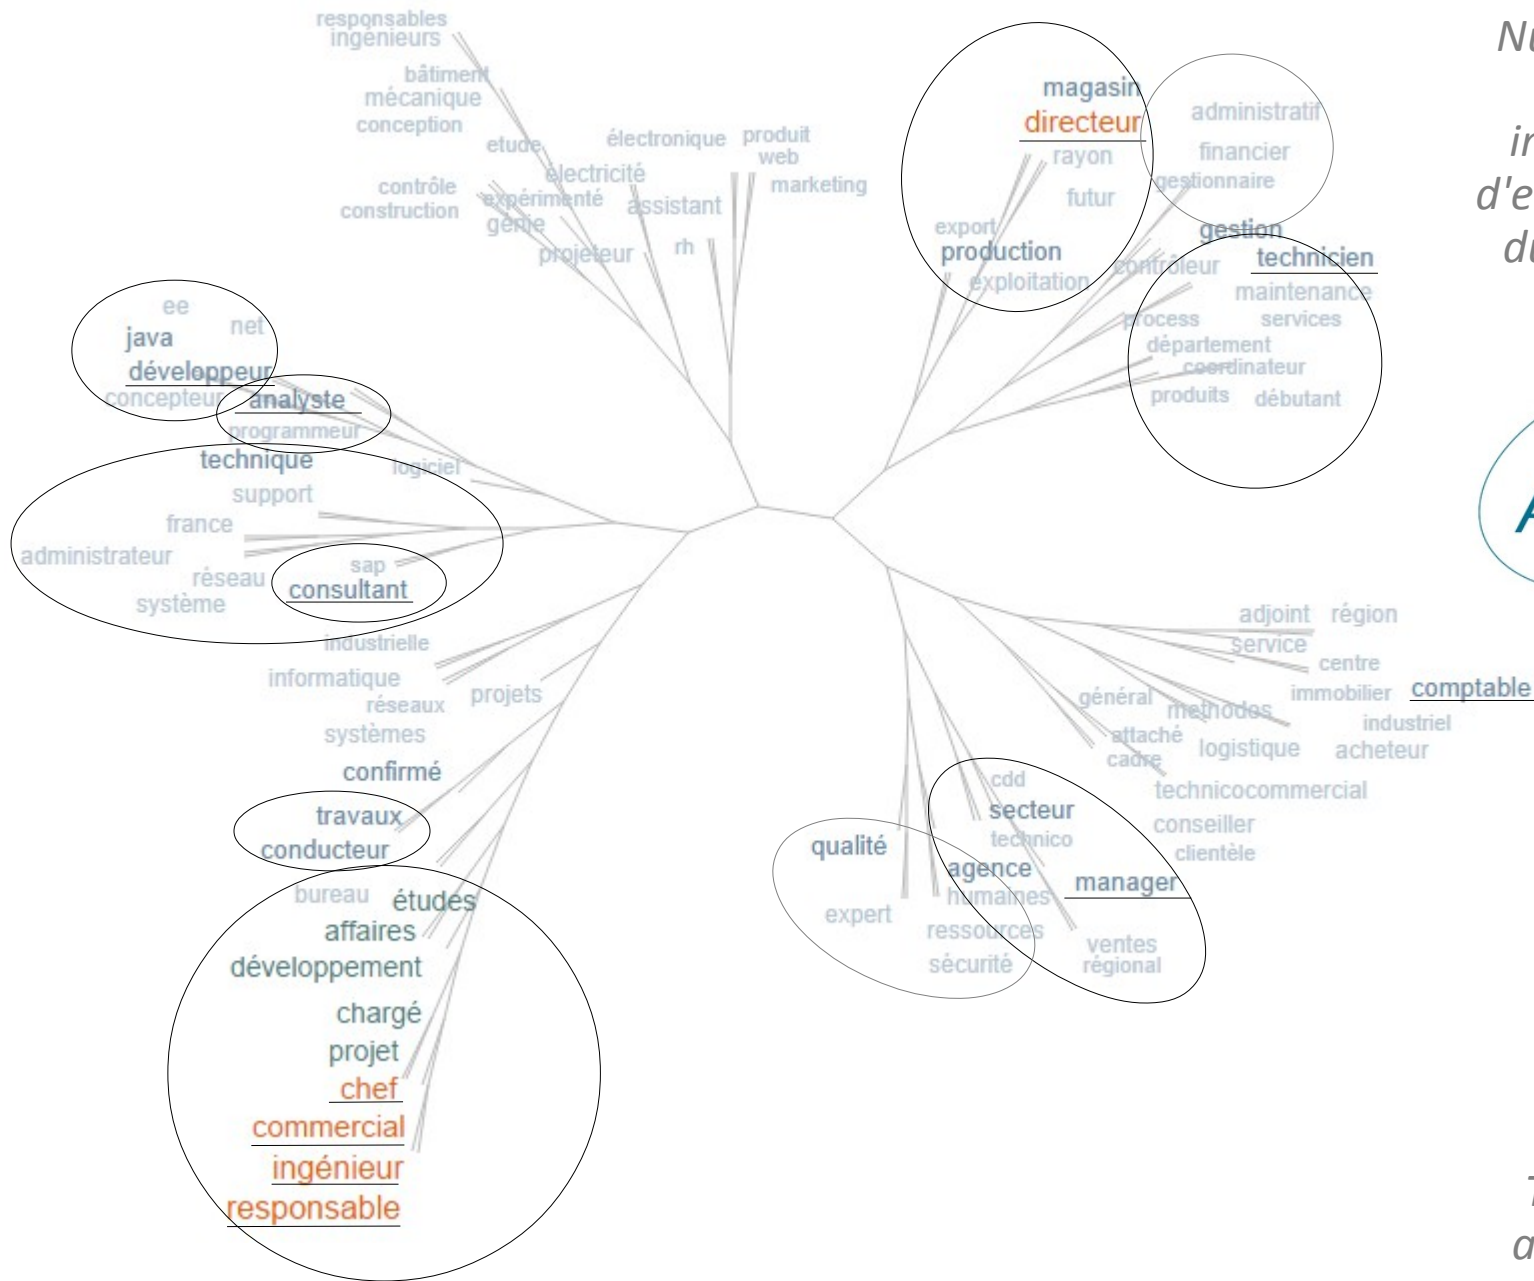 responsables
ingénieurs
bâtiment
mécanique
conception
etude
électricité
contrôle
expérimenté
construction
génie
projeteur
électronique
produit
web
marketing
assistant
rh
magasin
directeur
rayon
futur
export
production
exploitation
administratif
financier
gestionnaire
gestion
technicien
contrôleur
maintenance
process
services
département
coordinateur
produits
débutant
ee
net
java
développeur
concepteur
analyste
programmeur
technique
logiciel
support
france
administrateur
réseau
système
sap
consultant
industrielle
informatique
réseaux
projets
systèmes
confirmé
travaux
conducteur
bureau
études
affaires
développement
chargé
projet
chef
commercial
ingénieur
responsable
adjoint
région
service
centre
immobilier
comptable
général
méthodes
industriel
attaché
logistique
acheteur
cadre
technicocommercial
conseiller
clientèle
cdd
secteur
technico
qualité
agence
manager
humaines
expert
ressources
sécurité
ventes
régional